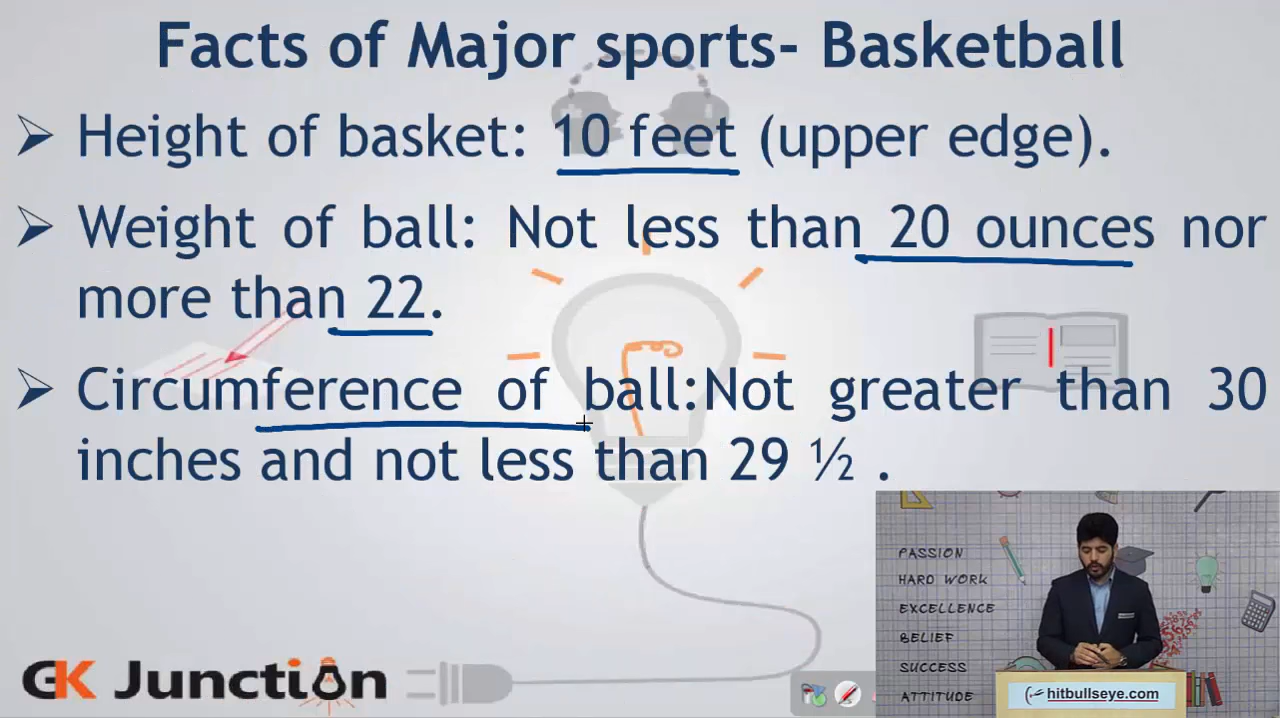 Facts of Major sports- Basketball
➢ Height of basket: 10 feet (upper edge).
➢ Weight of ball: Not less than 20 ounces nor
more than 22.
➢ Circumference of ball:Not greater than 30
inches and not less than 29 ½ .
PASSION
HARD WORK
EXCELLENCE
BELIEF
SUCCESS
ATTITUDE
GK Junction
hitbullseye.com